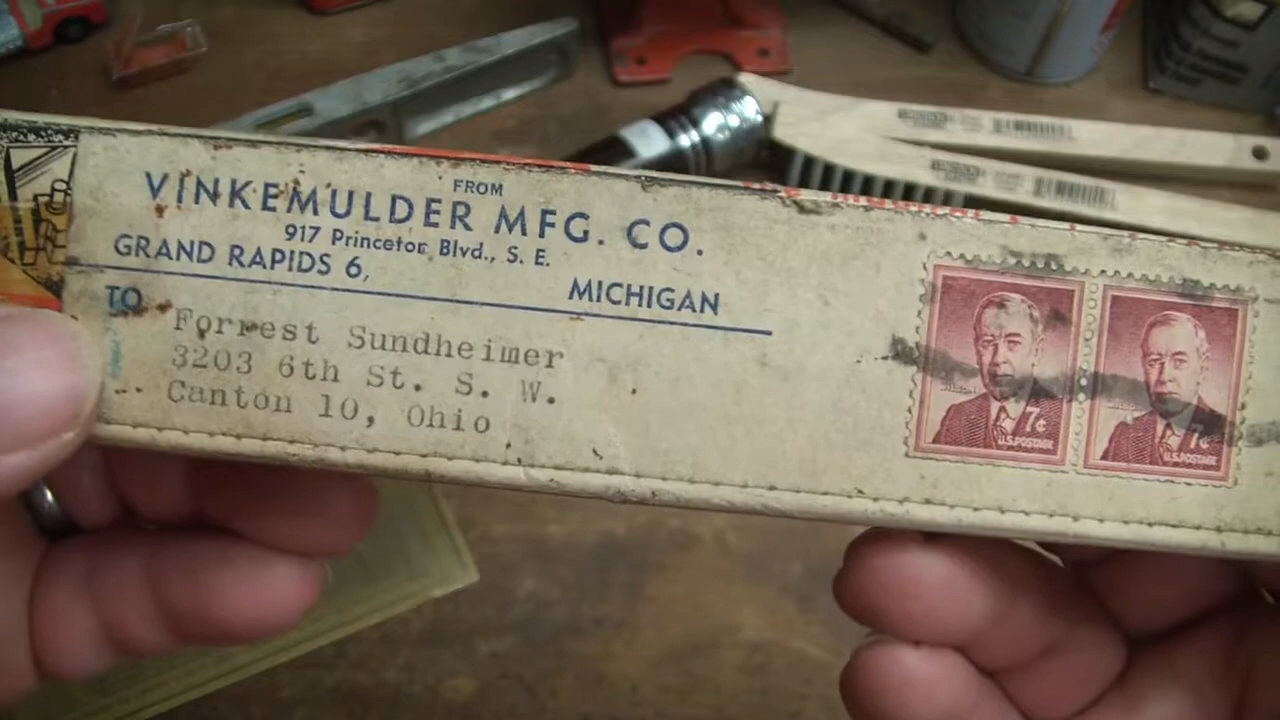 FROM
VINKEMULDER MFG. CO.
917 Princeton Blvd., S. E.
GRAND RAPIDS 6,
MICHIGAN
TO
Forrest Sundheimer
3203 6th St. S. W.
Canton 10, Ohio
7¢
U.S.POSTAGE
7¢
U.S.POSTAGE